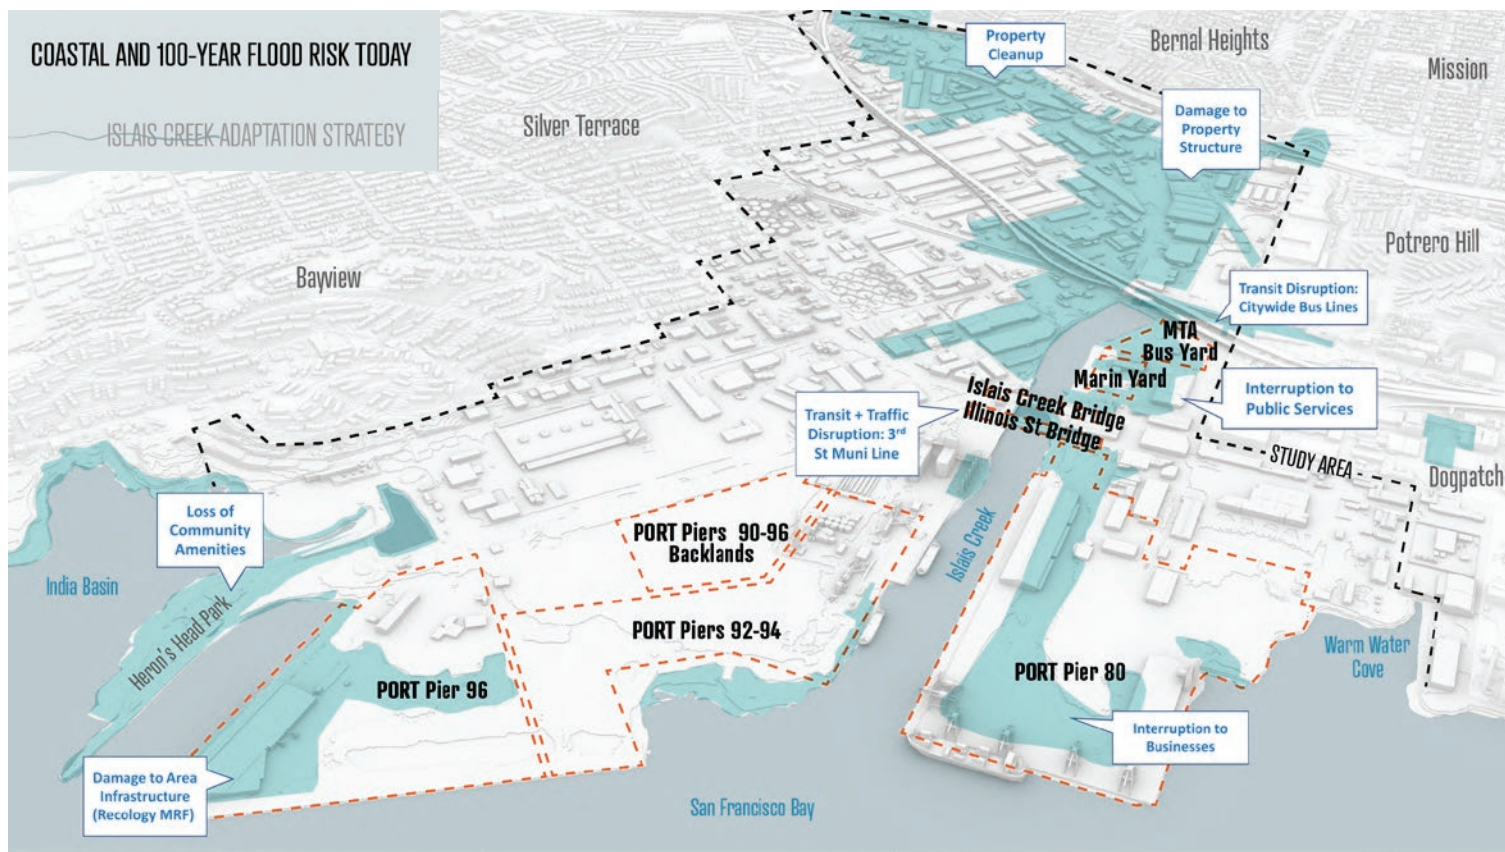 COASTAL AND 100-YEAR FLOOD RISK TODAY
ISLAIS CREEK ADAPTATION STRATEGY
Property
Cleanup
Bernal Heights
Mission
Silver Terrace
Damage to
Property
Structure
Potrero Hill
Bayview
Transit Disruption:
Citywide Bus Lines
MTA
Bus Yard
Marin Yard
Islais Creek Bridge
Illinois St Bridge
Interruption to
Public Services
Transit + Traffic
Disruption: 3rd
St Muni Line
STUDY AREA
Dogpatch
Loss of
Community
Amenities
PORT Piers 90-96
Backlands
Islais Creek
India Basin
Heron's Head Park
PORT Piers 92-94
Warm Water
Cove
PORT Pier 96
PORT Pier 80
Interruption to
Businesses
Damage to Area
Infrastructure
(Recology MRF)
San Francisco Bay